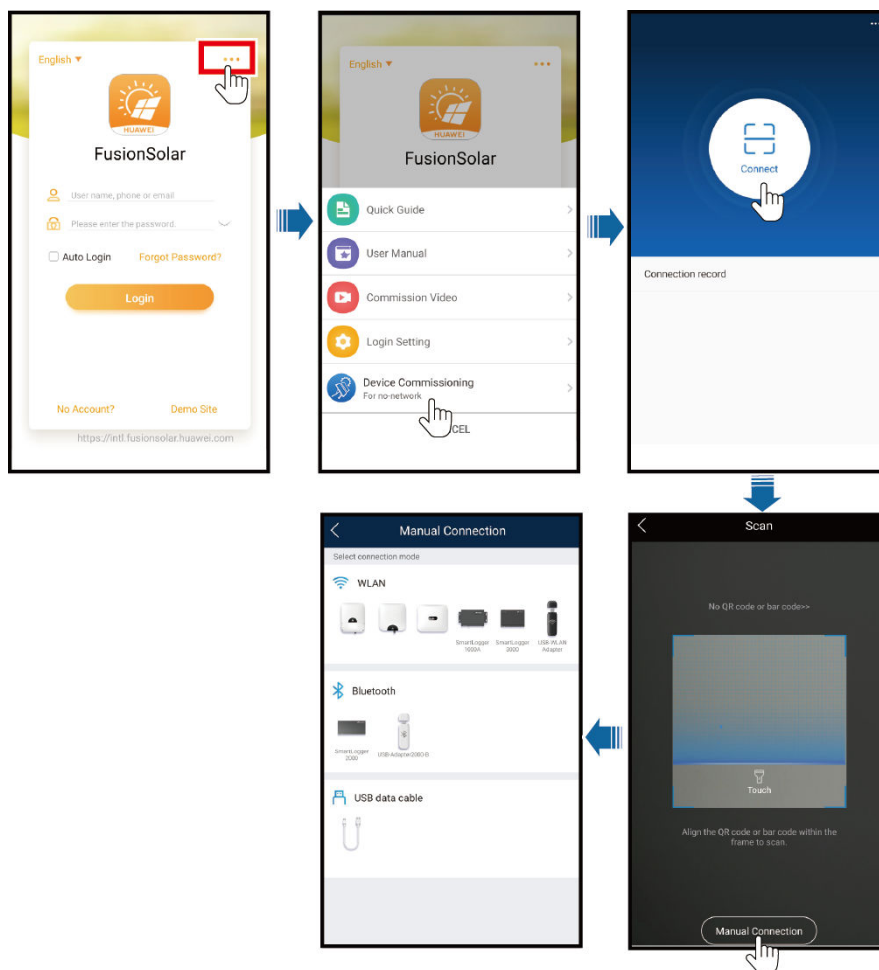 English ▼
HUAWEI
FusionSolar
User name, phone or email
Please enter the password.
Auto Login
Forgot Password?
Login
No Account?
Demo Site
https://intl.fusionsolar.huawei.com
English ▼
HUAWEI
FusionSolar
Quick Guide
User Manual
Commission Video
Login Setting
Device Commissioning
For no-network
CEL
Connect
Connection record
Scan
No QR code or bar code>>
Touch
Align the QR code or bar code within the
frame to scan.
Manual Connection
Manual Connection
Select connection mode
WLAN
SmartLogger
1000A
SmartLogger
3000
USB-WLAN
Adapter
Bluetooth
SmartLogger
2000
USB-Adapter2000-B
USB data cable